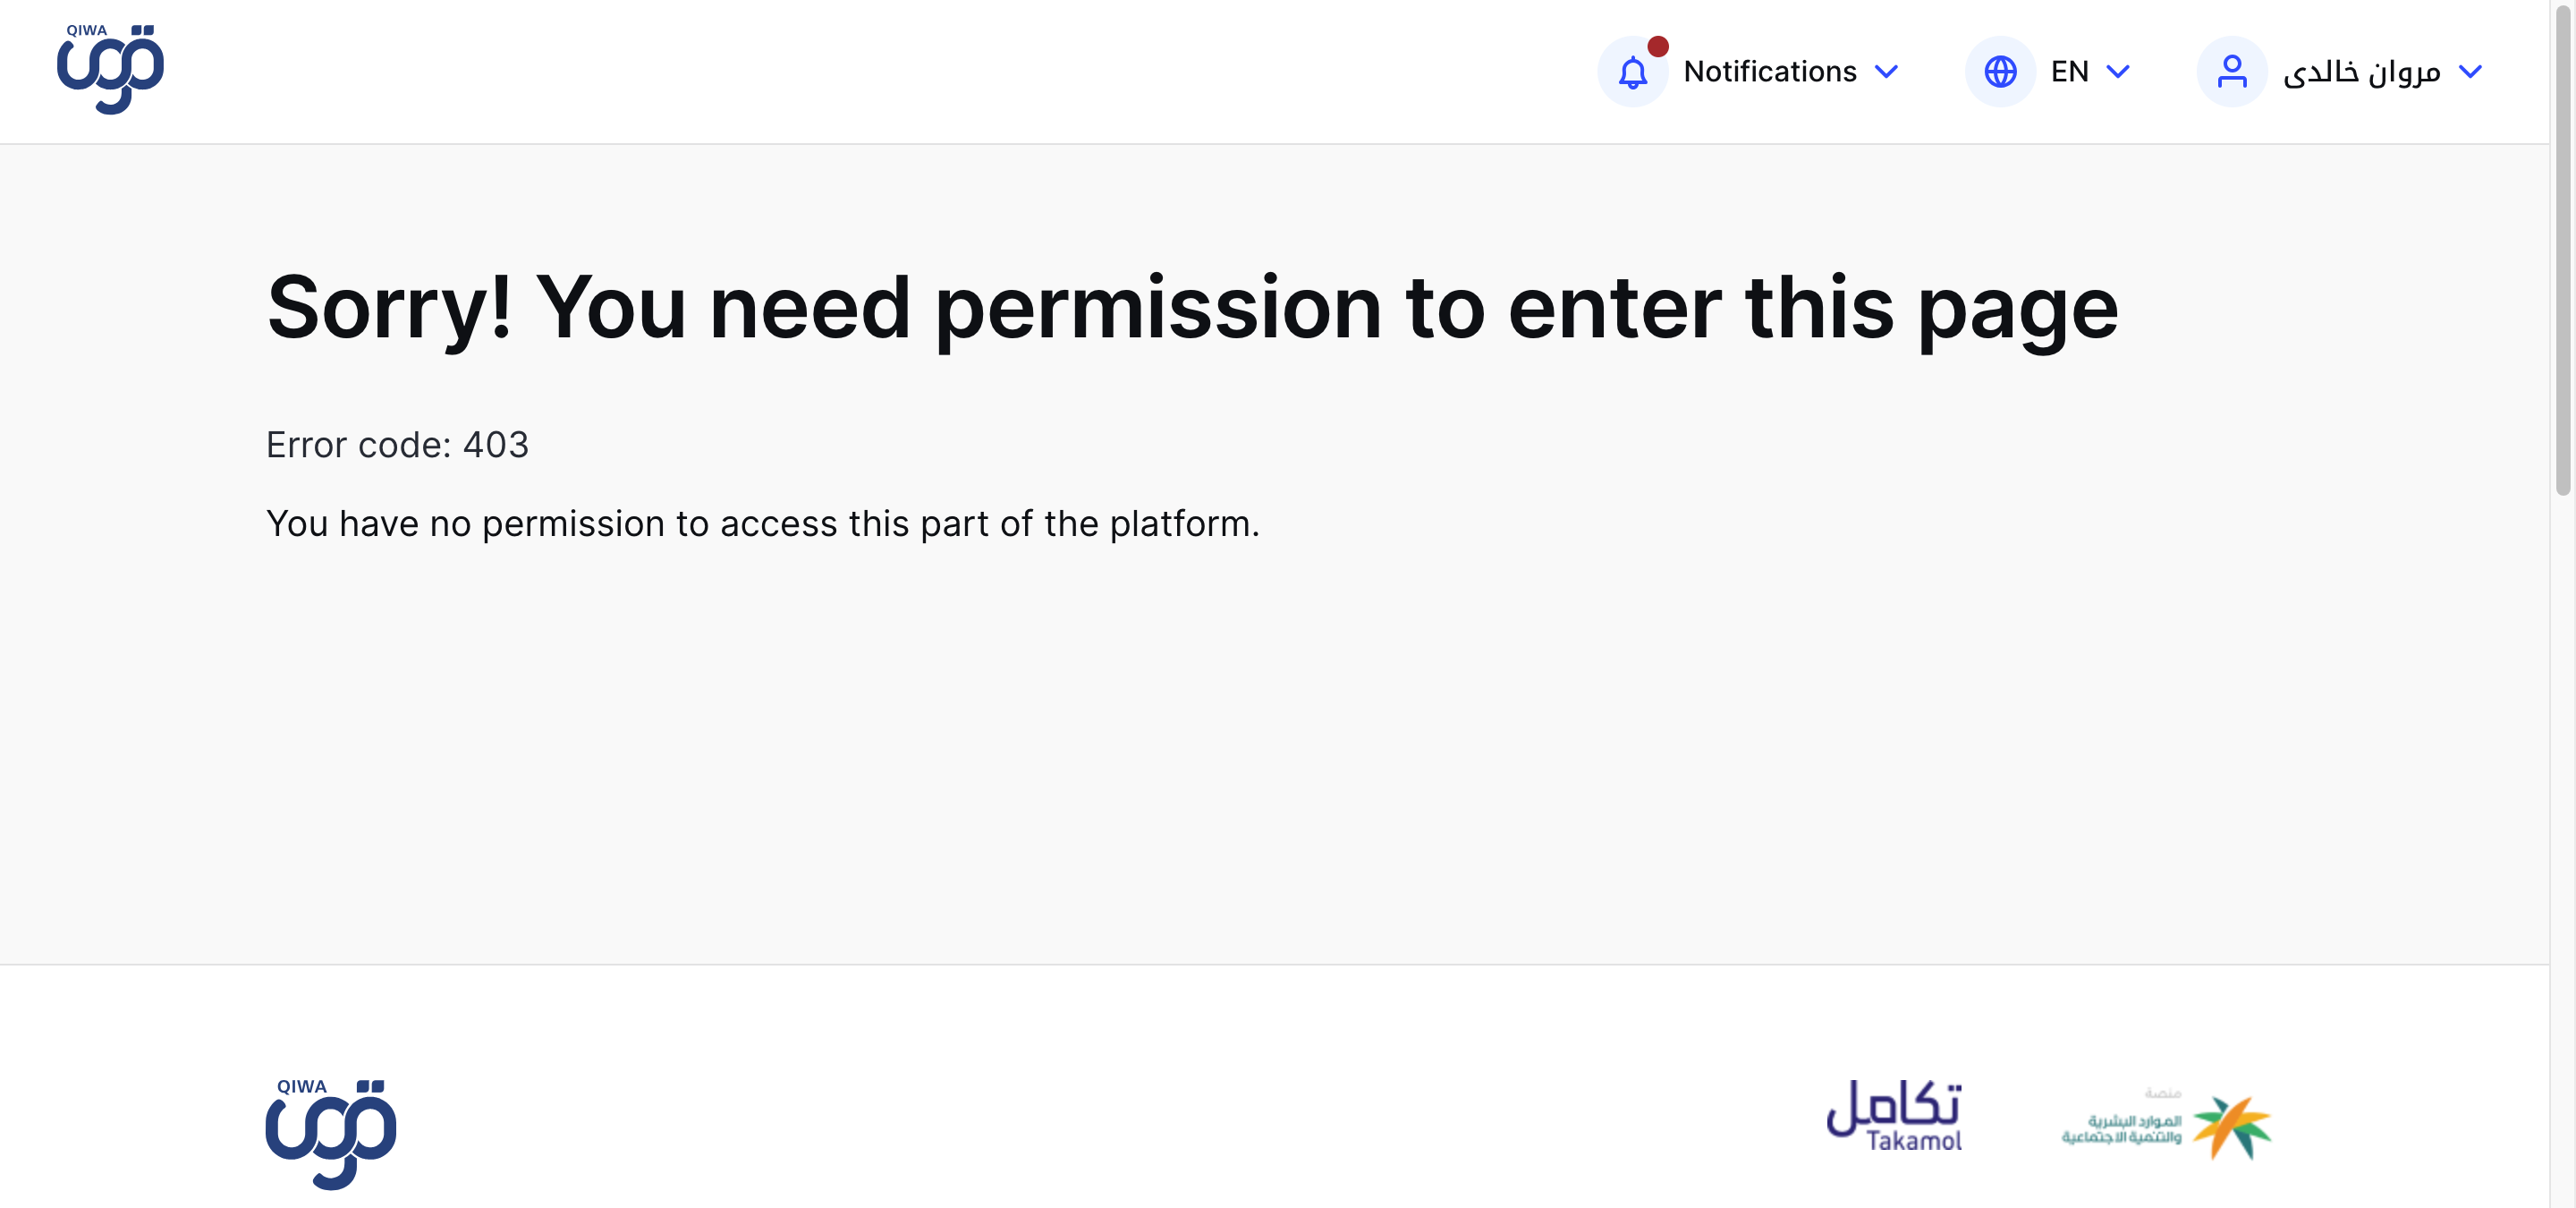 QIWA
قوى
Notifications
EN
مروان خالدى
Sorry! You need permission to enter this page
Error code: 403
You have no permission to access this part of the platform.
QIWA
قوى
تكامل
Takamol
منصة
الموارد البشرية
والتنمية الاجتماعية